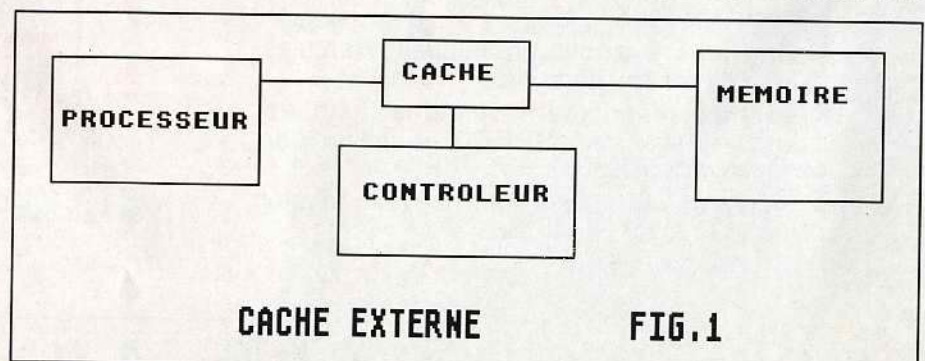 PROCESSEUR
CACHE
MEMOIRE
CONTROLEUR
CACHE EXTERNE FIG.1